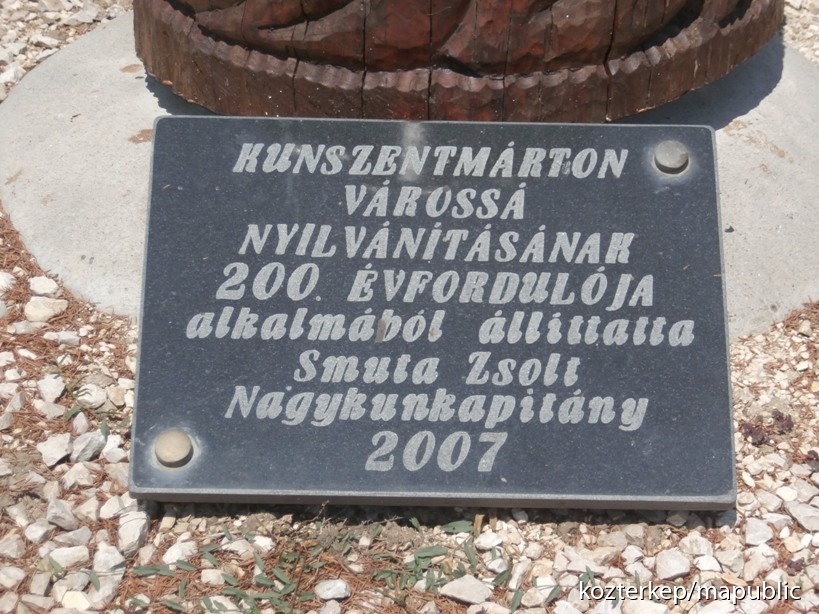 KUNSZENTMÁRTON
VÁROSSÁ
NYILVÁNÍTÁSÁNAK
200. ÉVFORDULÓJA
alkalmából állíttatta
Smuta Zsolt
Nagykunkapitány
2007
kozterkep/mapublic